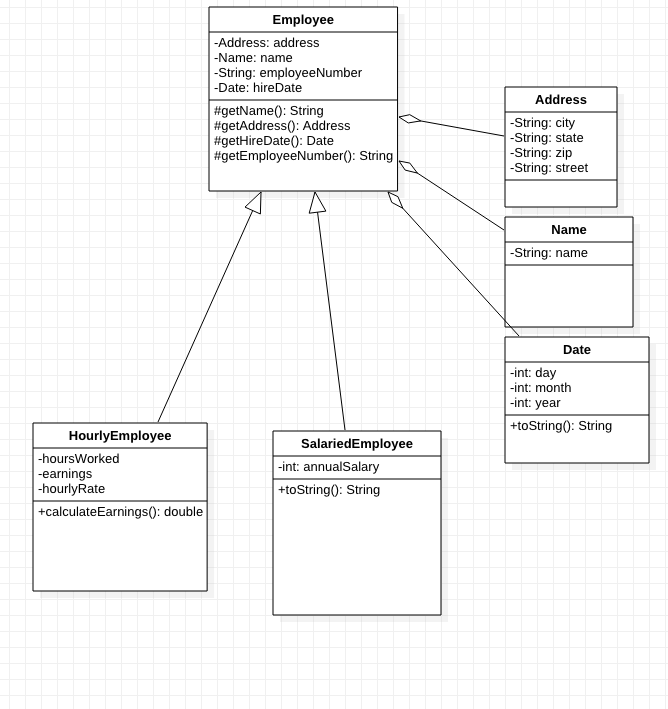 Employee
-Address: address
-Name: name
-String: employeeNumber
-Date: hireDate
#getName(): String
#getAddress(): Address
#getHireDate(): Date
#getEmployeeNumber(): String
Address
-String: city
-String: state
-String: zip
-String: street
Name
-String: name
Date
-int: day
-int: month
-int: year
+toString(): String
HourlyEmployee
-hoursWorked
-earnings
-hourlyRate
+calculateEarnings(): double
SalariedEmployee
-int: annualSalary
+toString(): String